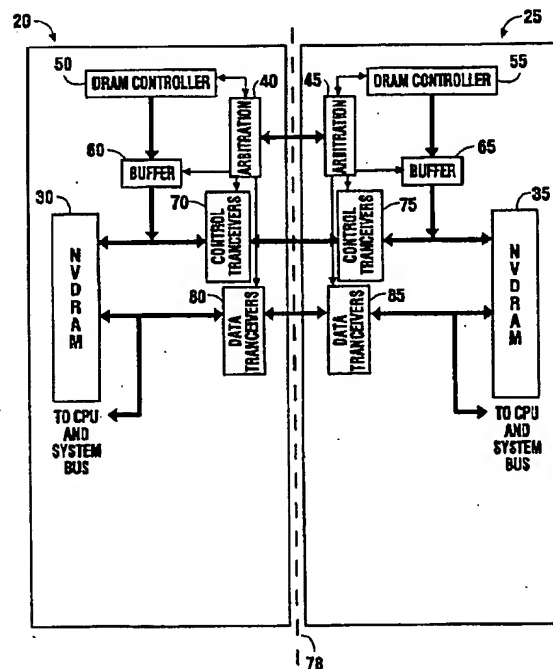 20
25
50
DRAM CONTROLLER
40
45
DRAM CONTROLLER
55
ARBITRATION
ARBITRATION
60
BUFFER
BUFFER
65
30
70
CONTROL
TRANCEIVERS
75
CONTROL
TRANCEIVERS
35
NVDRAM
80
DATA
TRANCEIVERS
85
DATA
TRANCEIVERS
NVDRAM
TO CPU
AND
SYSTEM
BUS
TO CPU
AND
SYSTEM
BUS
78